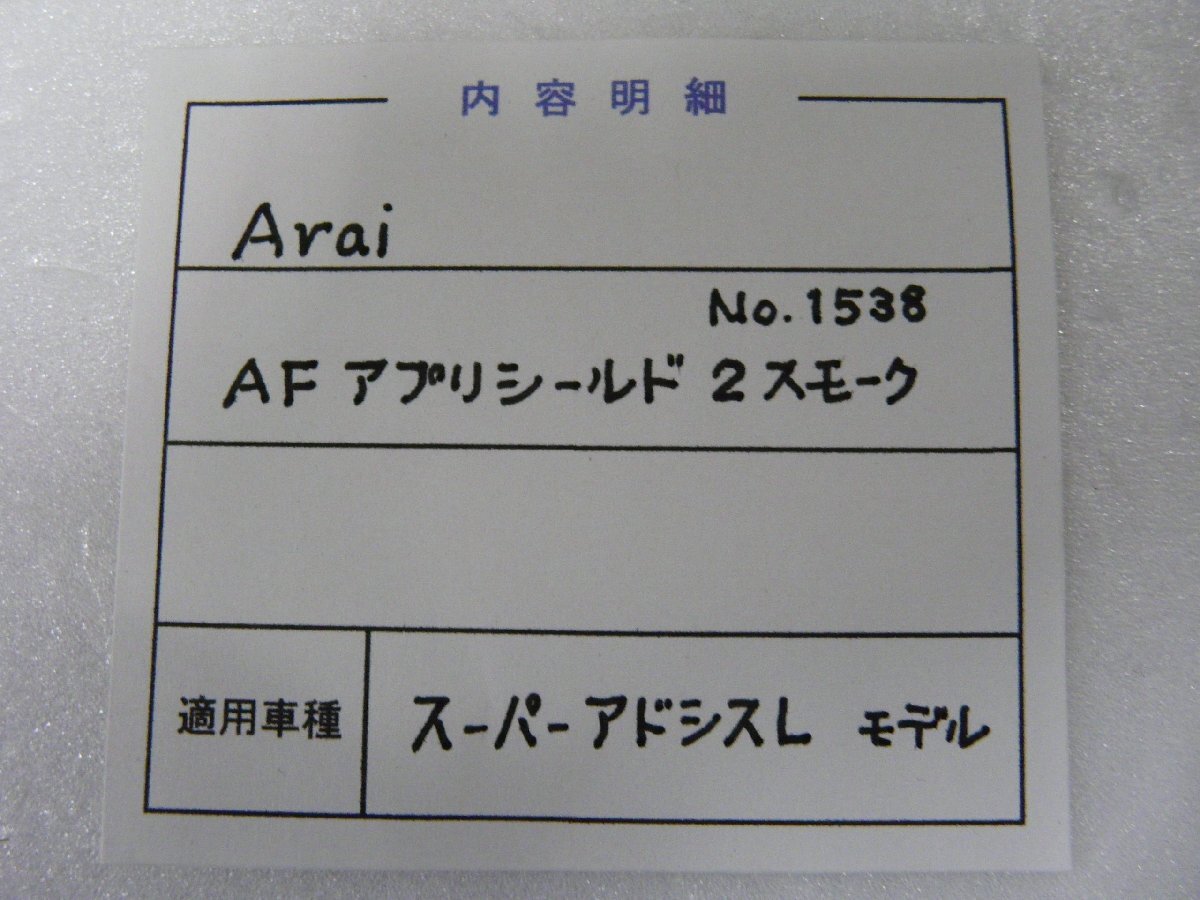 内容明細
Arai
No.1538
AF アプリシールド 2スモーク
適用車種 スーパーアドシスL モデル